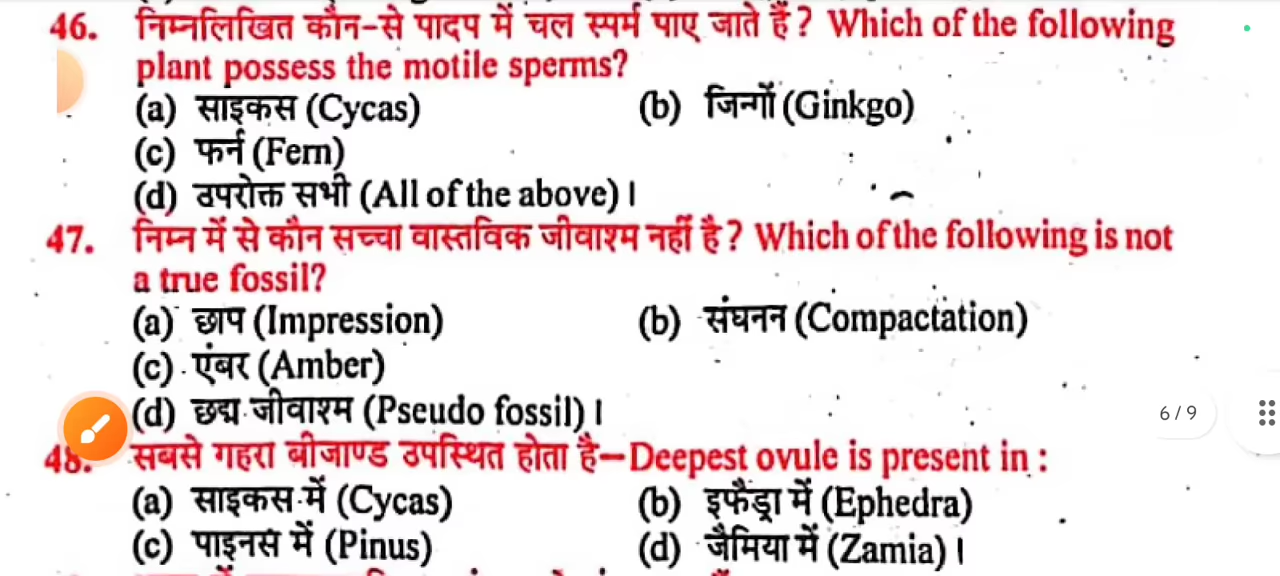 46. निम्नलिखित कौन-से पादप में चल स्पर्म पाए जाते हैं? Which of the following
plant possess the motile sperms?
(a) साइकस (Cycas) (b) जिन्गों (Ginkgo)
(c) फर्न (Fern)
(d) उपरोक्त सभी (All of the above)।
47. निम्न में से कौन सच्चा वास्तविक जीवाश्म नहीं है? Which of the following is not
a true fossil?
(a) छाप (Impression) (b) संघनन (Compactation)
(c) एंबर (Amber)
(d) छद्म जीवाश्म (Pseudo fossil)।
6 / 9
48. सबसे गहरा बीजाण्ड उपस्थित होता है—Deepest ovule is present in :
(a) साइकस में (Cycas) (b) इफैड्रा में (Ephedra)
(c) पाइनस में (Pinus) (d) जैमिया में (Zamia)।